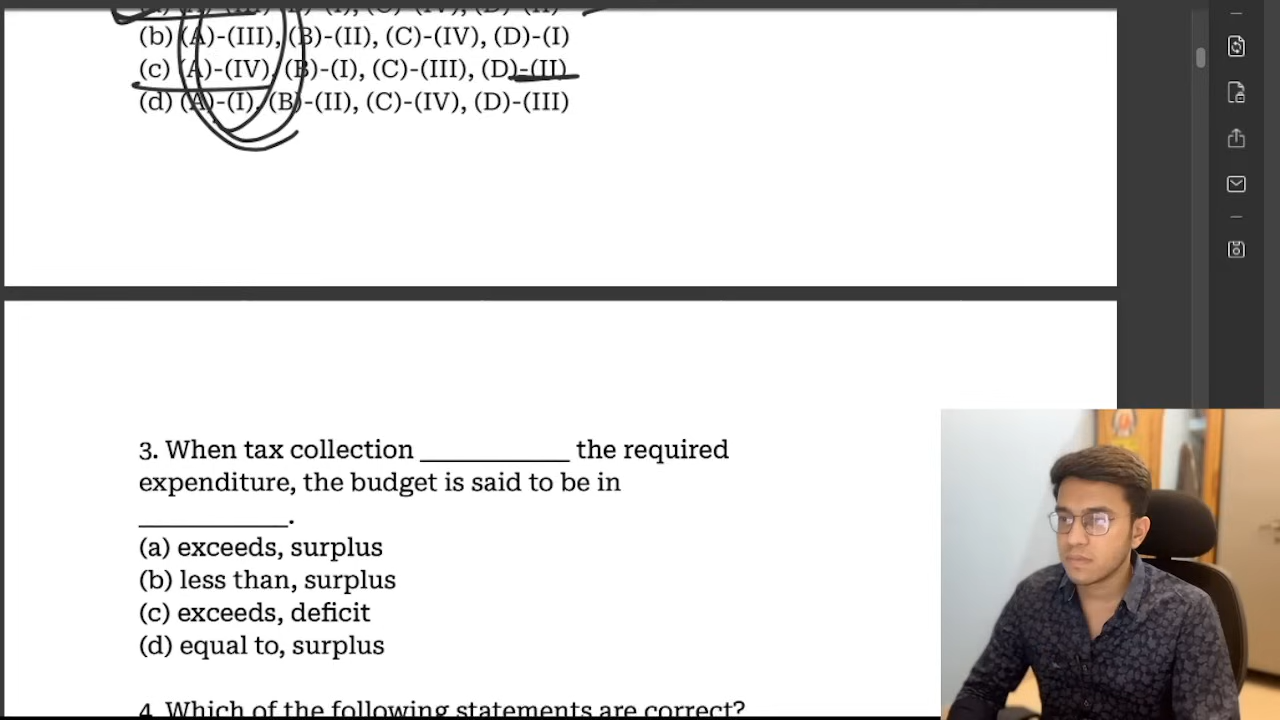 (b) (A)-(III), (B)-(II), (C)-(IV), (D)-(I)
(c) (A)-(IV), (B)-(I), (C)-(III), (D)-(II)
(d) (A)-(I), (B)-(II), (C)-(IV), (D)-(III)
3. When tax collection ___________ the required
expenditure, the budget is said to be in
___________.
(a) exceeds, surplus
(b) less than, surplus
(c) exceeds, deficit
(d) equal to, surplus
4. Which of the following statements are correct?